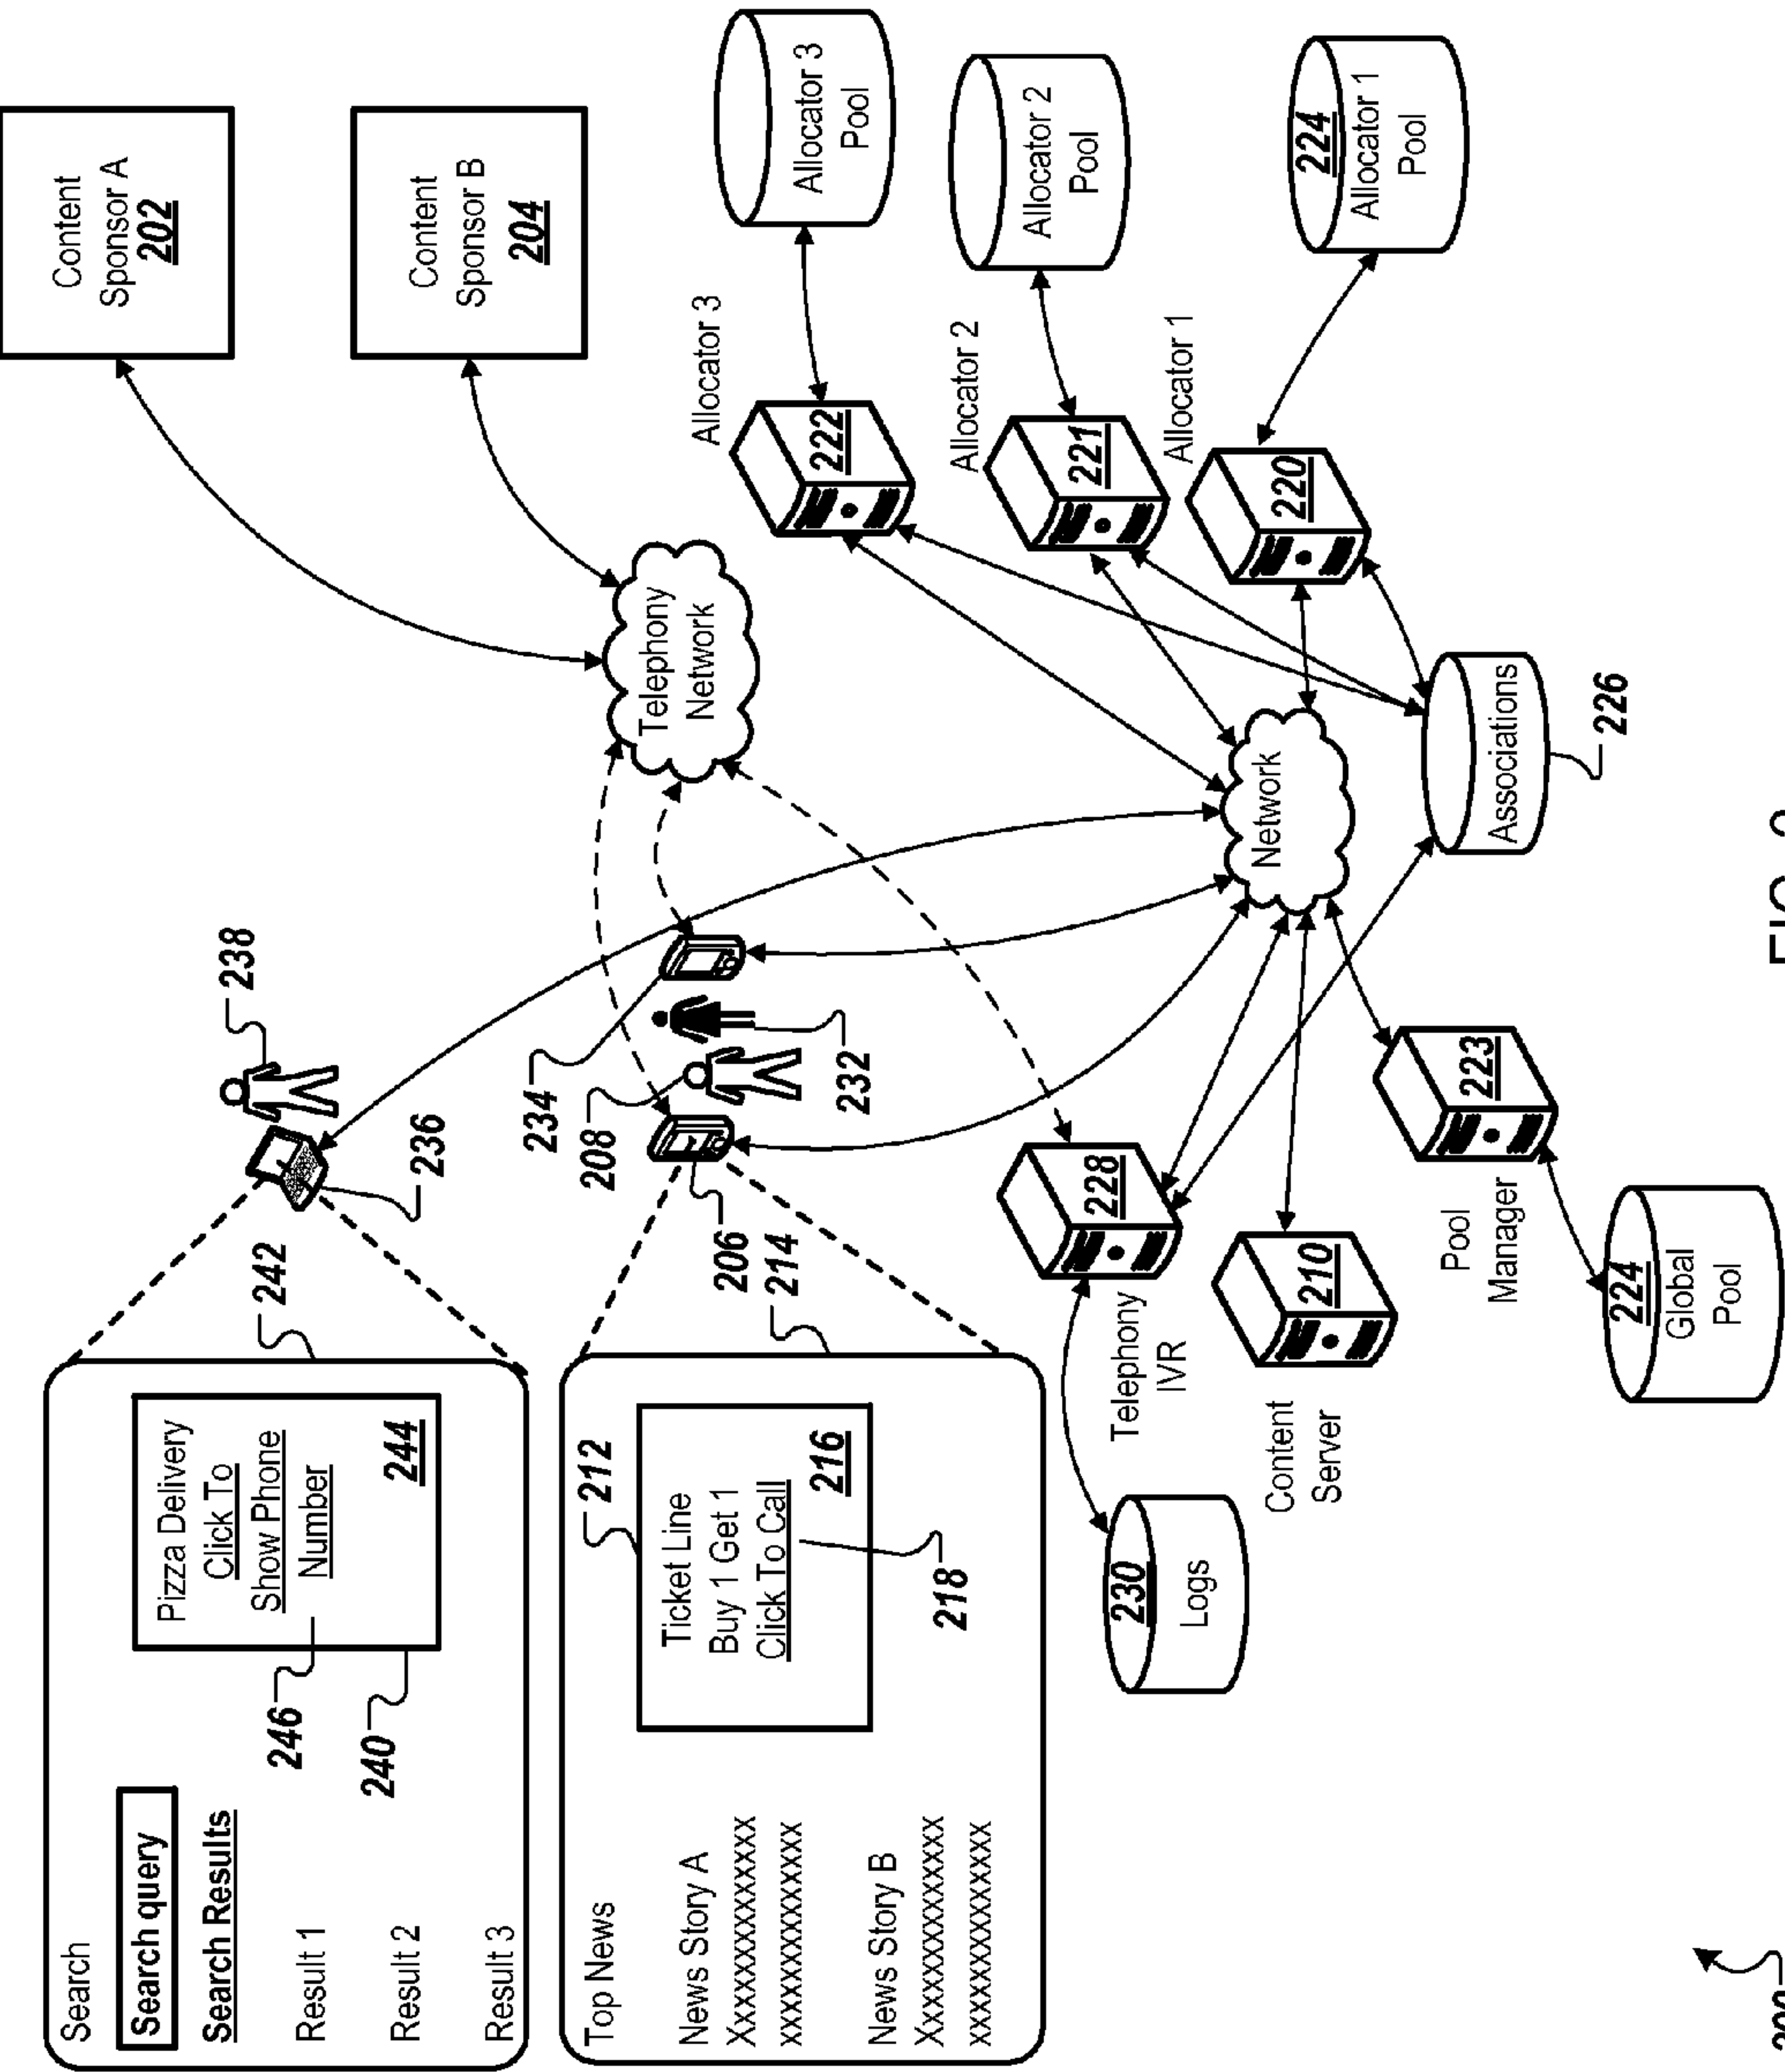 Search
Search query
Search Results
Result 1
Result 2
Result 3
Pizza Delivery
Click To
Show Phone
Number
244
246
240
242
236
238
Top News
News Story A
Xxxxxxxxxxxxx
xxxxxxxxxxxxx
News Story B
Xxxxxxxxxxxxx
xxxxxxxxxxxxx
212
Ticket Line
Buy 1 Get 1
Click To Call
216
218
214
206
208
234
232
Content
Sponsor A
202
Content
Sponsor B
204
Telephony
Network
Allocator 3
222
Allocator 3
Pool
Allocator 2
221
Allocator 2
Pool
Allocator 1
220
224
Allocator 1
Pool
Network
Associations
226
230
Logs
228
Telephony
IVR
210
Content
Server
223
Pool
Manager
224
Global
Pool